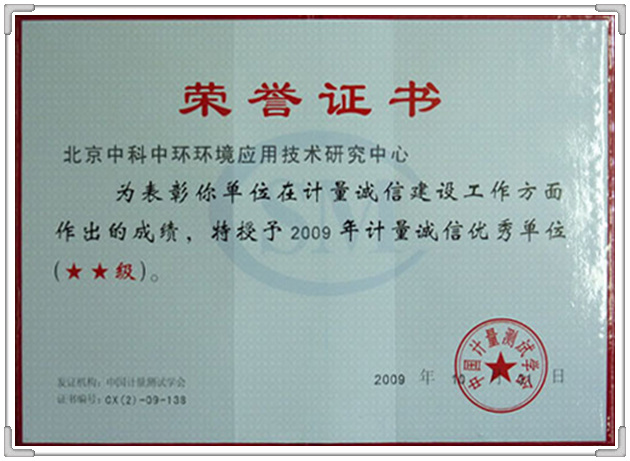 荣誉证书
北京中科中环环境应用技术研究中心
为表彰你单位在计量诚信建设工作方面
作出的成绩，特授予2009年计量诚信优秀单位
(★★级)。
中国计量测试学会
发证机构：中国计量测试学会
2009 年 10 月 日
证书编号：CX(2)-09-138
SM